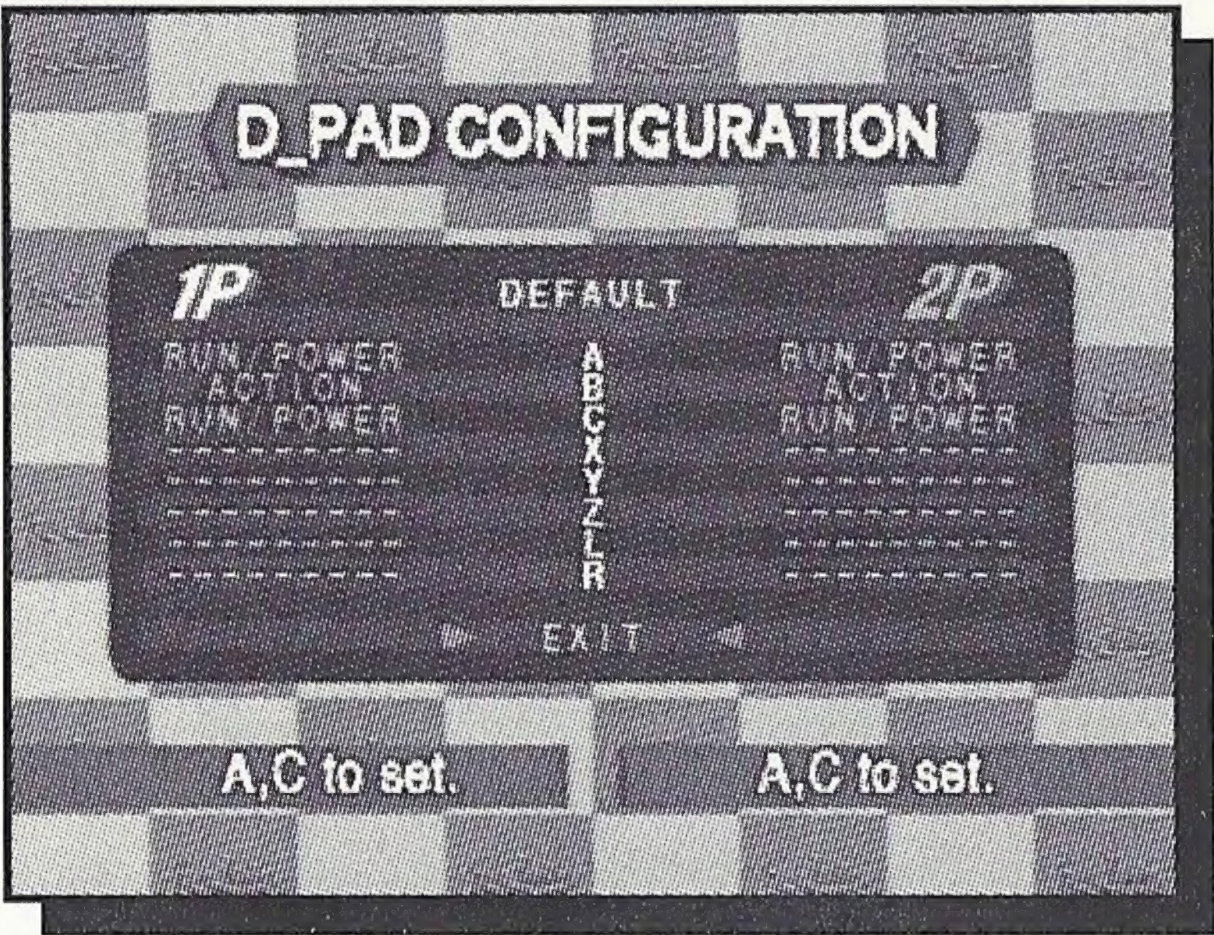 D_PAD CONFIGURATION
1P DEFAULT 2P
RUN/POWER A RUN/POWER
ACTION B ACTION
RUN/POWER C RUN/POWER
--------- X ---------
--------- Y ---------
--------- Z ---------
--------- L ---------
--------- R ---------
EXIT
A,C to set. A,C to set.